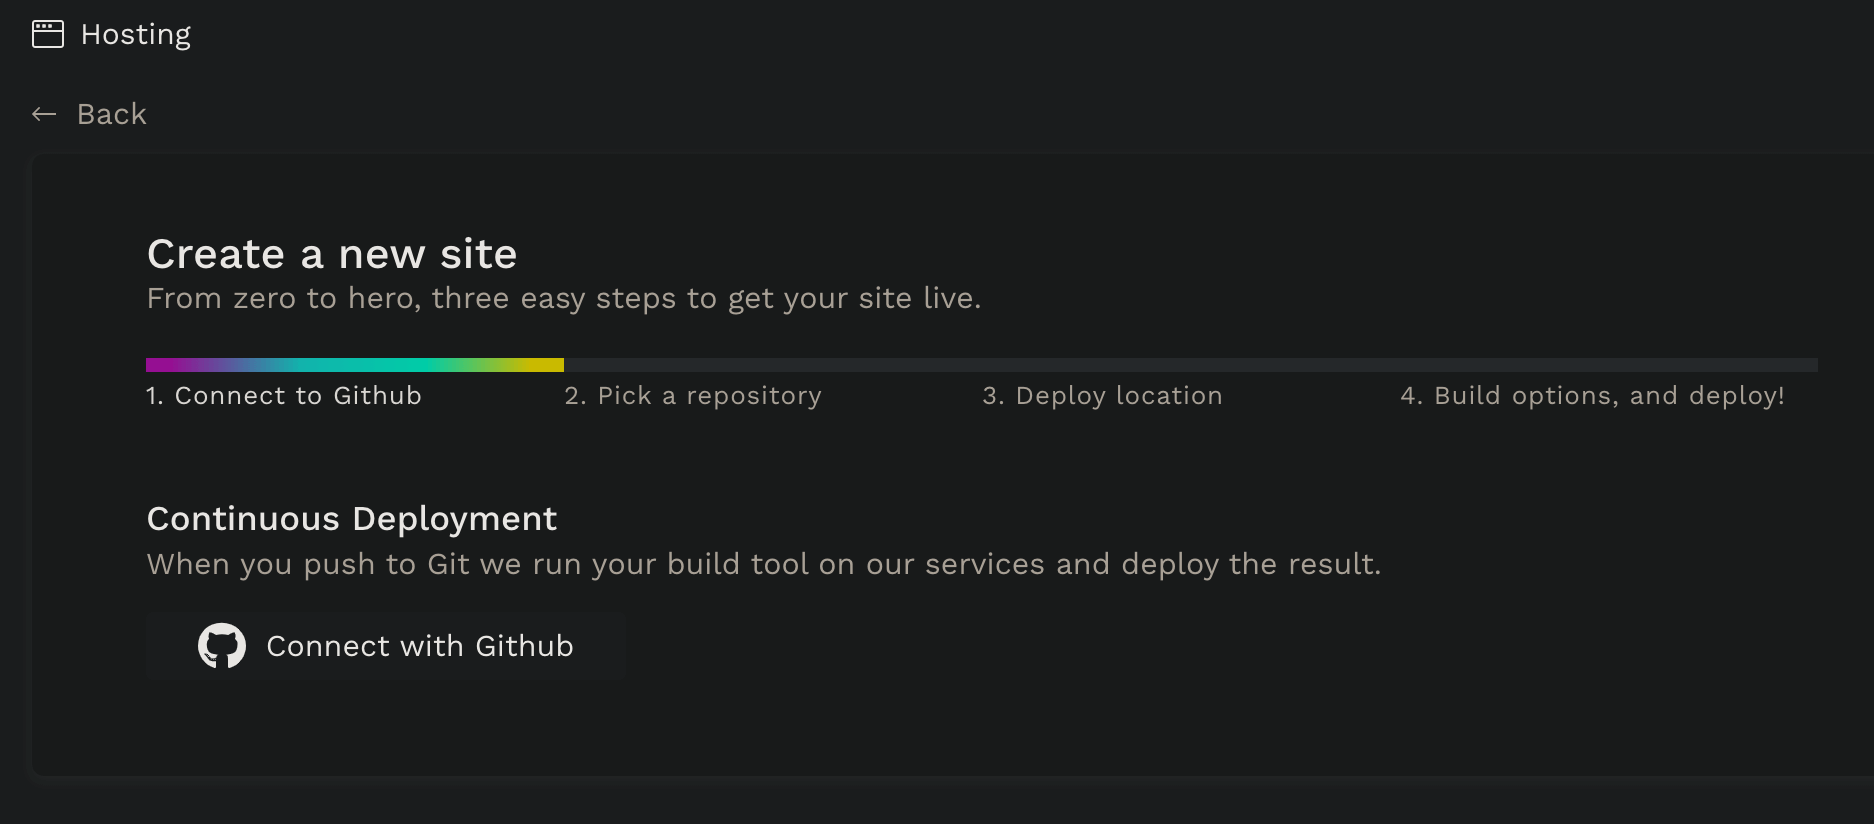 Hosting
← Back
Create a new site
From zero to hero, three easy steps to get your site live.
1. Connect to Github
2. Pick a repository
3. Deploy location
4. Build options, and deploy!
Continuous Deployment
When you push to Git we run your build tool on our services and deploy the result.
Connect with Github